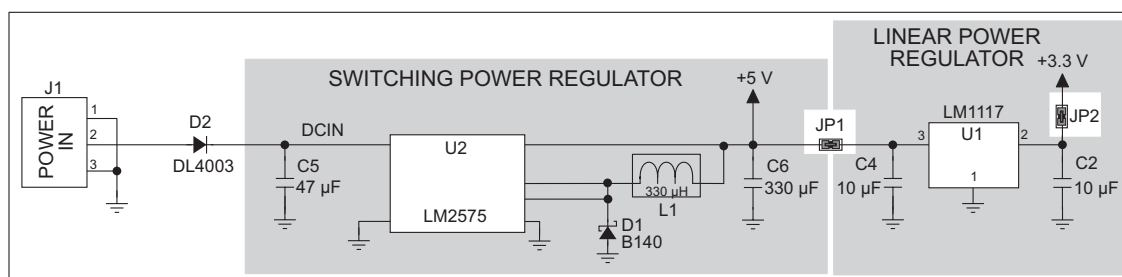 LINEAR POWER
REGULATOR
SWITCHING POWER REGULATOR
+5 V
+3.3 V
J1
POWER
IN
1
2
3
D2
DL4003
DCIN
C5
47 µF
U2
LM2575
330 µH
L1
D1
B140
C6
330 µF
JP1
C4
10 µF
LM1117
U1
3
2
1
JP2
C2
10 µF